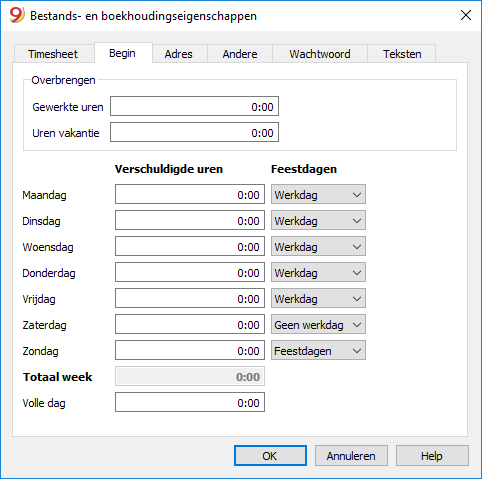 9 Bestands- en boekhoudingseigenschappen
Timesheet Begin Adres Andere Wachtwoord Teksten
Overbrengen
Gewerkte uren 0:00
Uren vakantie 0:00
Verschuldigde uren Feestdagen
Maandag 0:00 Werkdag
Dinsdag 0:00 Werkdag
Woensdag 0:00 Werkdag
Donderdag 0:00 Werkdag
Vrijdag 0:00 Werkdag
Zaterdag 0:00 Geen werkdag
Zondag 0:00 Feestdagen
Totaal week 0:00
Volle dag 0:00
OK Annuleren Help